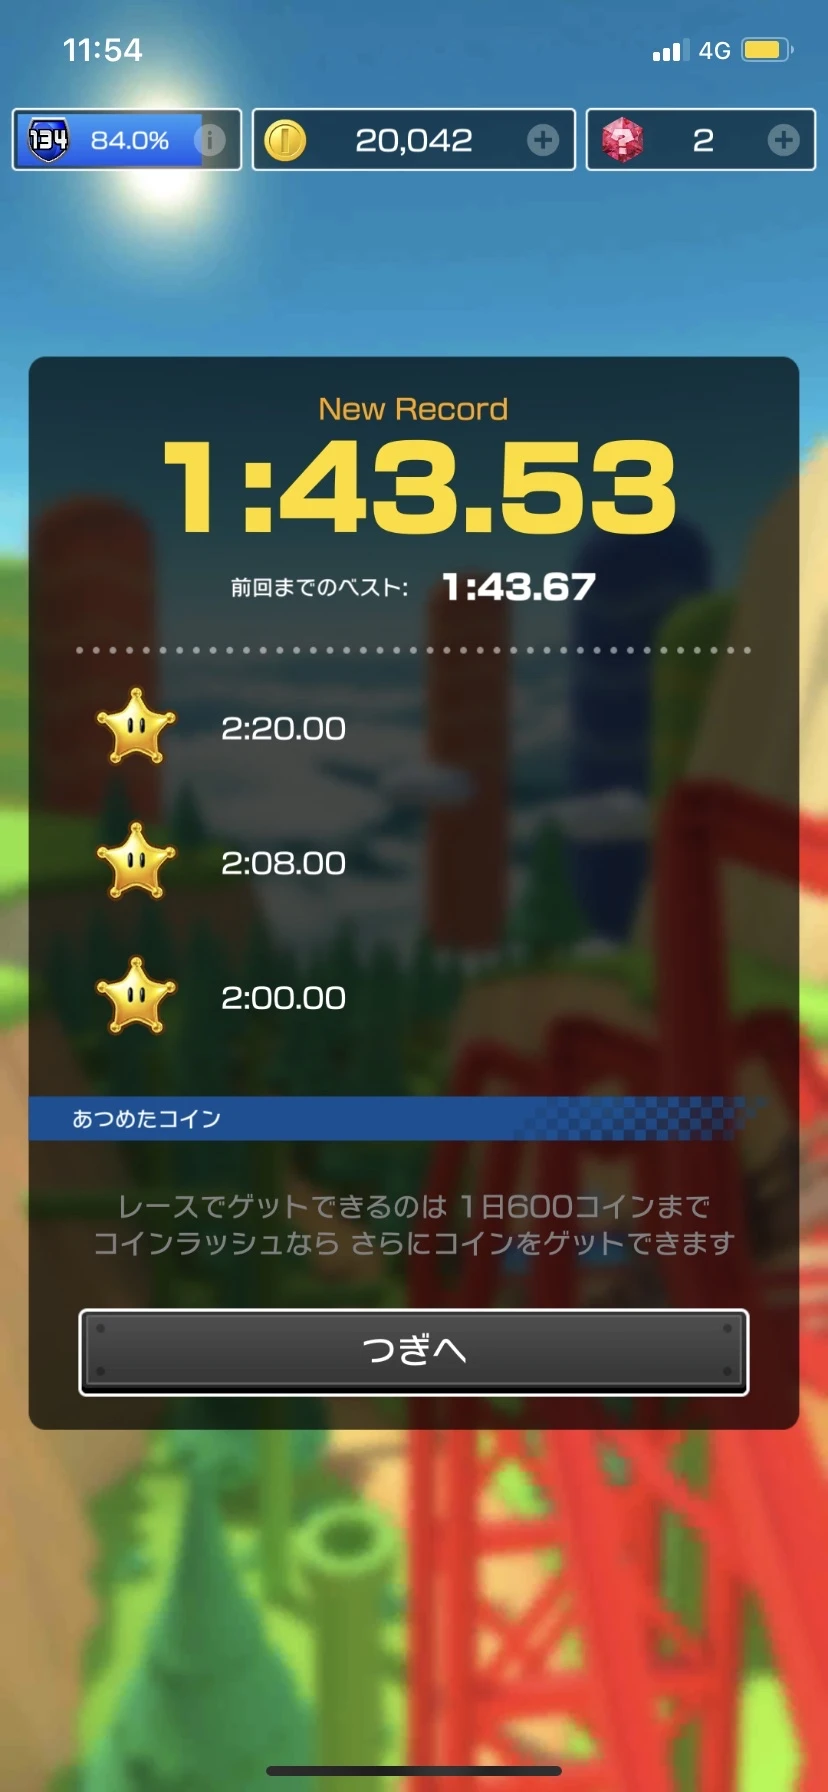 11:54
4G
134 84.0% i
20,042 +
? 2 +
New Record
1:43.53
前回までのベスト: 1:43.67
2:20.00
2:08.00
2:00.00
あつめたコイン
レースでゲットできるのは 1日600コインまで
コインラッシュなら さらにコインをゲットできます
つぎへ